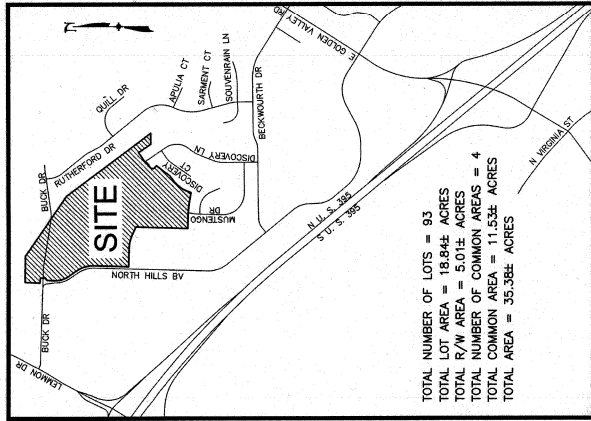 QUILL DR
APULIA CT
SARMENT CT
SOUVENRAIN LN
BUCK DR
RUTHERFORD DR
BECKWOURTH DR
E GOLDEN VALLEY RD
DISCOVERY LN
DISCOVERY
CT
MUSTENGO
DR
SITE
BUCK DR
NORTH HILLS BV
LEMMON DR
N U. S. 395
S U. S. 395
N VIRGINIA ST
TOTAL NUMBER OF LOTS = 93
TOTAL LOT AREA = 18.84± ACRES
TOTAL R/W AREA = 5.01± ACRES
TOTAL NUMBER OF COMMON AREAS = 4
TOTAL COMMON AREA = 11.53± ACRES
TOTAL AREA = 35.38± ACRES